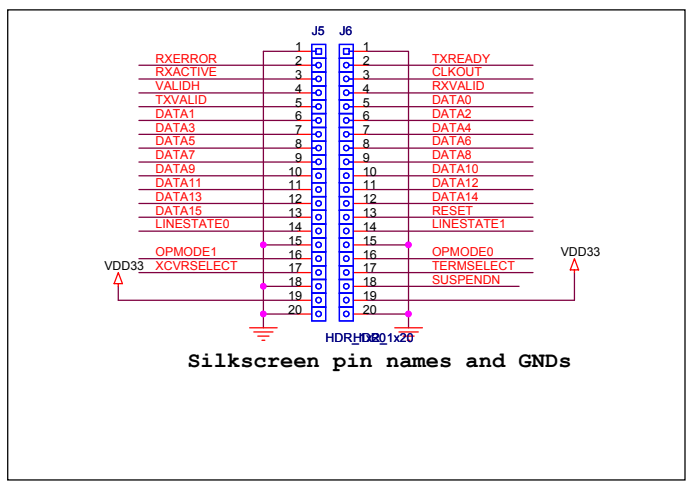 J5 J6
1 1
RXERROR 2 2 TXREADY
RXACTIVE 3 3 CLKOUT
VALIDH 4 4 RXVALID
TXVALID 5 5 DATA0
DATA1 6 6 DATA2
DATA3 7 7 DATA4
DATA5 8 8 DATA6
DATA7 9 9 DATA8
DATA9 10 10 DATA10
DATA11 11 11 DATA12
DATA13 12 12 DATA14
DATA15 13 13 RESET
LINESTATE0 14 14 LINESTATE1
15 15
OPMODE1 16 16 OPMODE0
VDD33 XCVRSELECT 17 17 TERMSELECT VDD33
18 18 SUSPENDN
19 19
20 20
HDR_1x20 HDR_1x20
Silkscreen pin names and GNDs